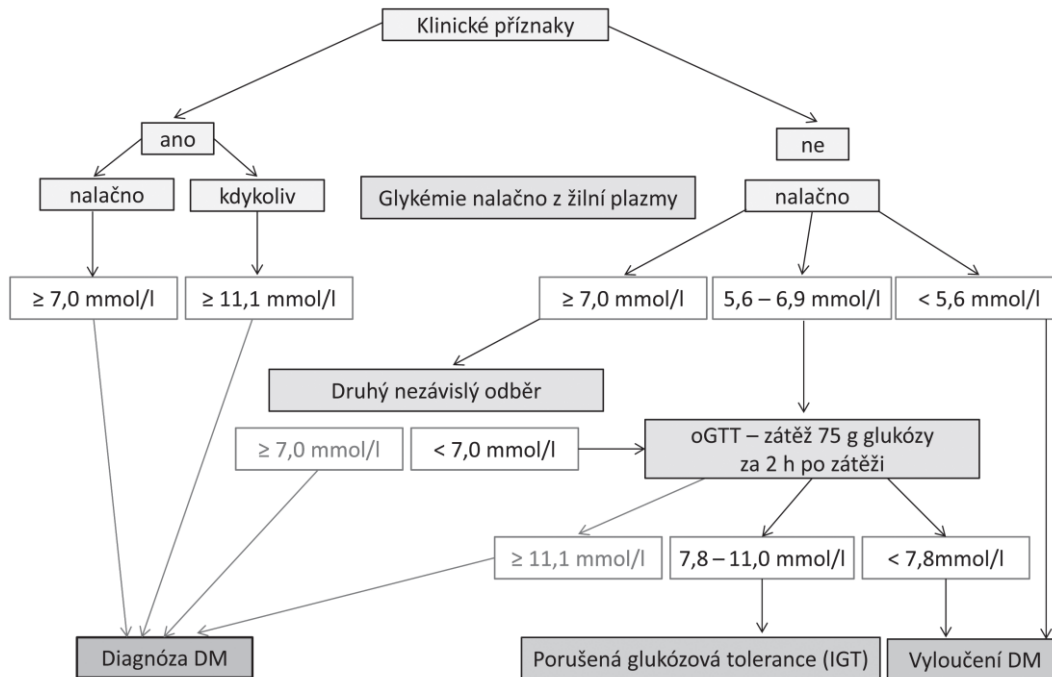 Klinické příznaky
ano
ne
nalačno
kdykoliv
Glykémie nalačno z žilní plazmy
nalačno
≥ 7,0 mmol/l
≥ 11,1 mmol/l
≥ 7,0 mmol/l
5,6 – 6,9 mmol/l
< 5,6 mmol/l
Druhý nezávislý odběr
≥ 7,0 mmol/l
< 7,0 mmol/l
oGTT – zátěž 75 g glukózy
za 2 h po zátěži
≥ 11,1 mmol/l
7,8 – 11,0 mmol/l
< 7,8mmol/l
Diagnóza DM
Porušená glukózová tolerance (IGT)
Vyloučení DM